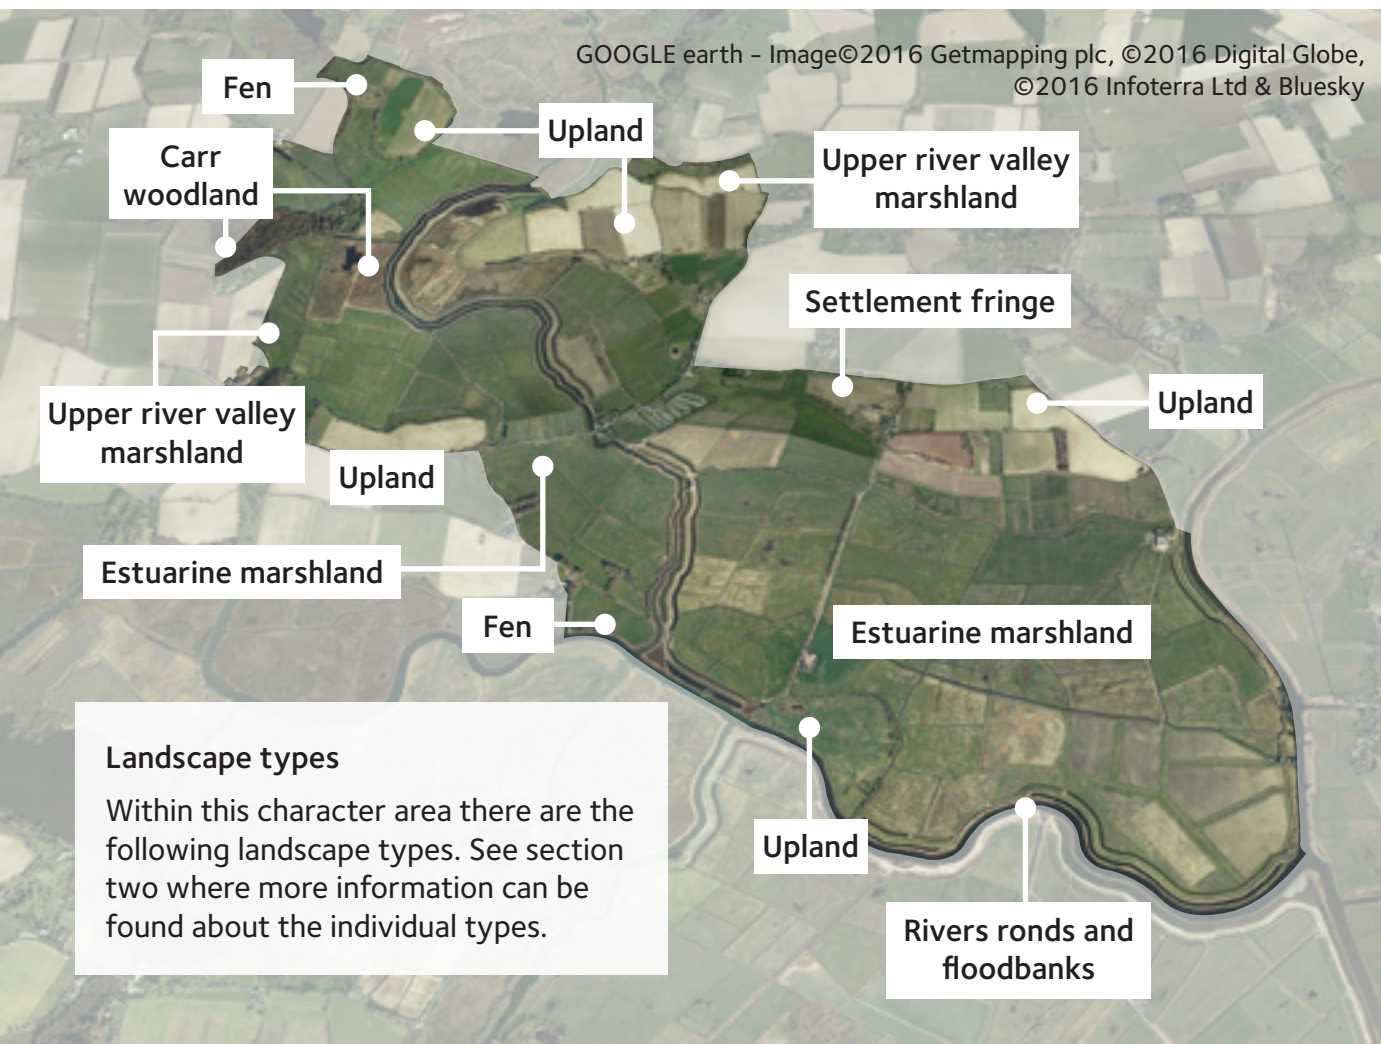 GOOGLE earth – Image©2016 Getmapping plc, ©2016 Digital Globe,
©2016 Infoterra Ltd & Bluesky
Fen
Upland
Carr
woodland
Upper river valley
marshland
Settlement fringe
Upland
Upper river valley
marshland
Upland
Estuarine marshland
Fen
Estuarine marshland
Landscape types
Within this character area there are the
following landscape types. See section
two where more information can be
found about the individual types.
Upland
Rivers ronds and
floodbanks